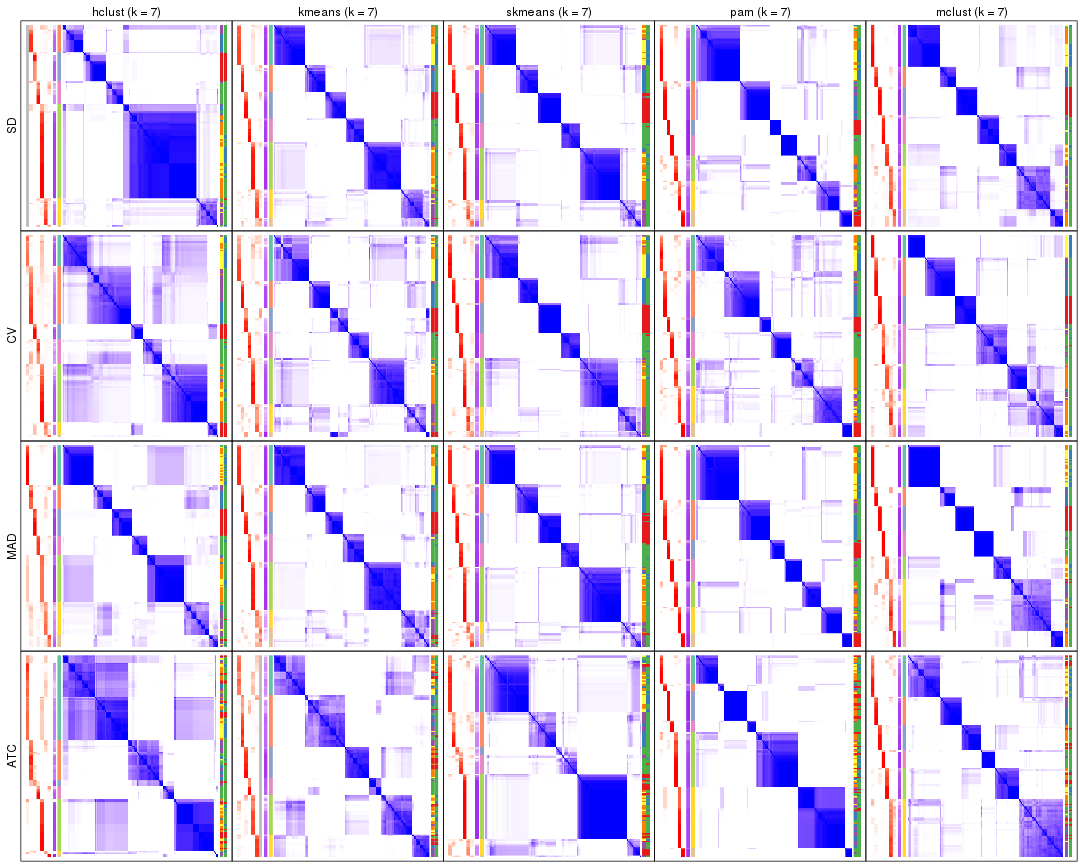 hclust (k = 7)
kmeans (k = 7)
skmeans (k = 7)
pam (k = 7)
mclust (k = 7)
SD
CV
MAD
ATC